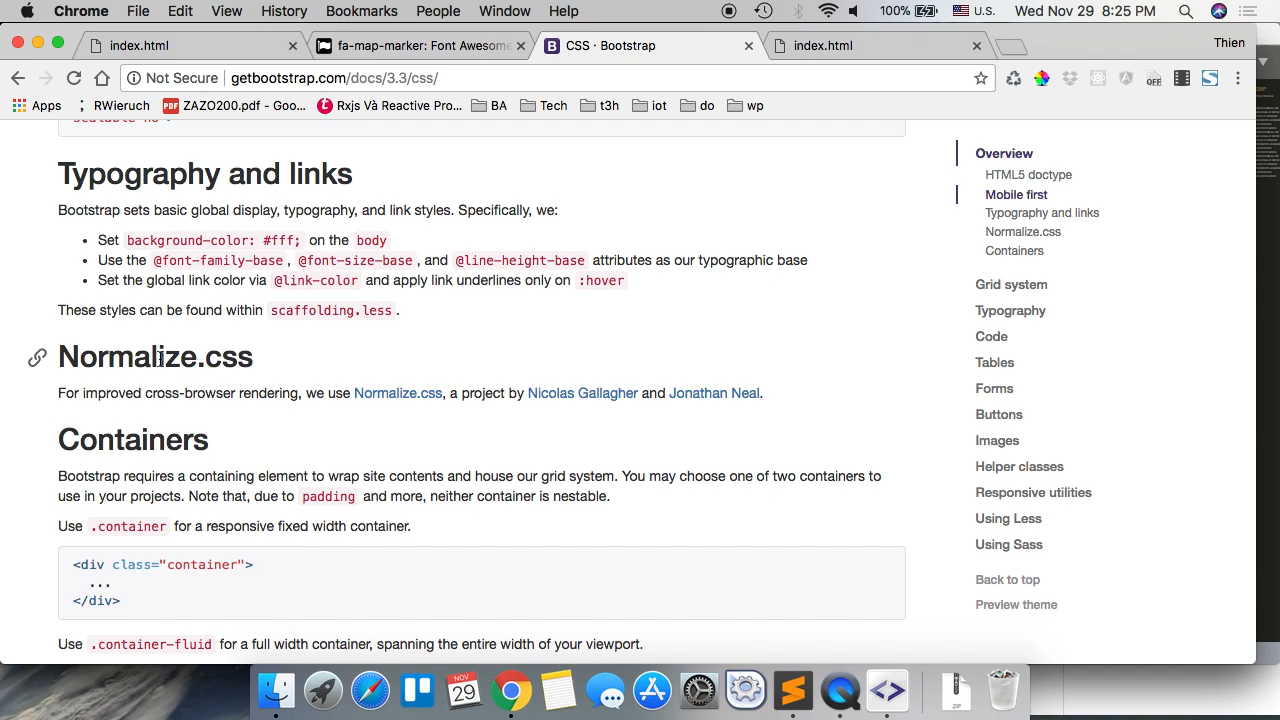 Chrome File Edit View History Bookmarks People Window Help 100% U.S. Wed Nov 29 8:25 PM
index.html fa-map-marker: Font Awesome CSS · Bootstrap index.html Thien
Not Secure getbootstrap.com/docs/3.3/css/
Apps RWieruch ZAZO200.pdf - Goo... Rxjs Và Reactive Pro... BA Tech t3h iot do wp
Typography and links
Bootstrap sets basic global display, typography, and link styles. Specifically, we:
• Set background-color: #fff; on the body
• Use the @font-family-base, @font-size-base, and @line-height-base attributes as our typographic base
• Set the global link color via @link-color and apply link underlines only on :hover
These styles can be found within scaffolding.less.
Normalize.css
For improved cross-browser rendering, we use Normalize.css, a project by Nicolas Gallagher and Jonathan Neal.
Containers
Bootstrap requires a containing element to wrap site contents and house our grid system. You may choose one of two containers to
use in your projects. Note that, due to padding and more, neither container is nestable.
Use .container for a responsive fixed width container.
<div class="container">
...
</div>
Use .container-fluid for a full width container, spanning the entire width of your viewport.
Overview
HTML5 doctype
Mobile first
Typography and links
Normalize.css
Containers
Grid system
Typography
Code
Tables
Forms
Buttons
Images
Helper classes
Responsive utilities
Using Less
Using Sass
Back to top
Preview theme
NOV
29
ZIP